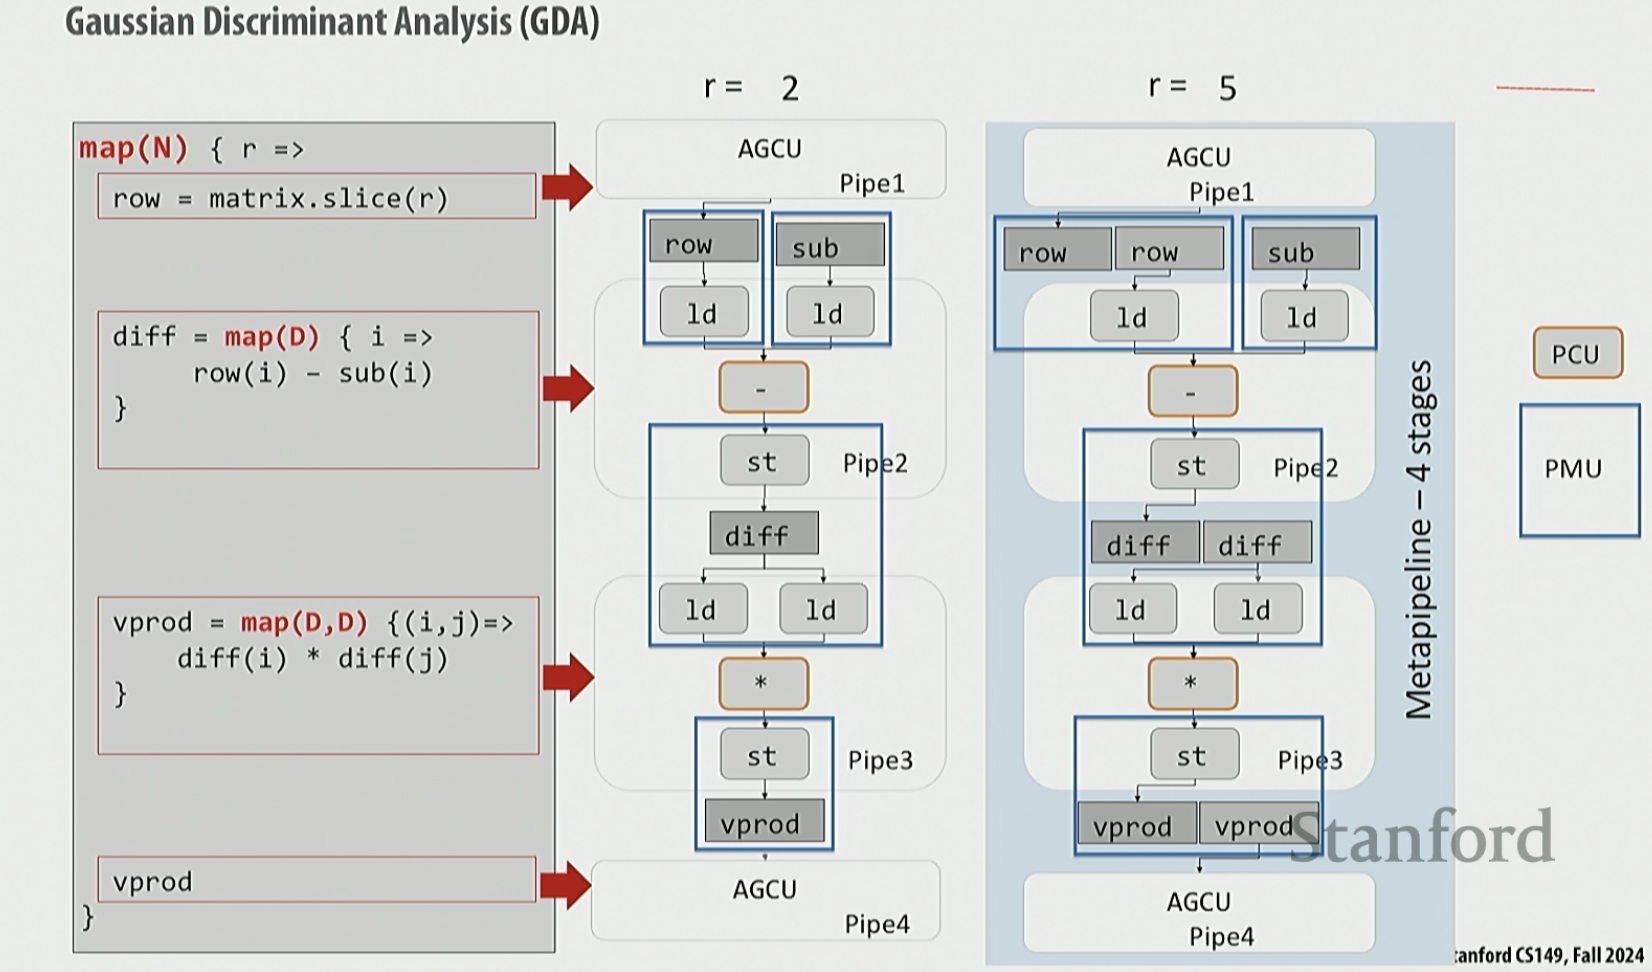 Gaussian Discriminant Analysis (GDA)
map(N) { r =>
row = matrix.slice(r)
diff = map(D) { i =>
row(i) - sub(i)
}
vprod = map(D,D) {(i,j)=>
diff(i) * diff(j)
}
vprod
}
r = 2
AGCU
Pipe1
row
sub
ld
ld
-
st
Pipe2
diff
ld
ld
*
st
Pipe3
vprod
AGCU
Pipe4
r = 5
AGCU
Pipe1
row
row
sub
ld
ld
-
st
Pipe2
diff
diff
ld
ld
*
st
Pipe3
vprod
vprod
AGCU
Pipe4
Metapipeline – 4 stages
PCU
PMU
Stanford
tanford CS149, Fall 2024